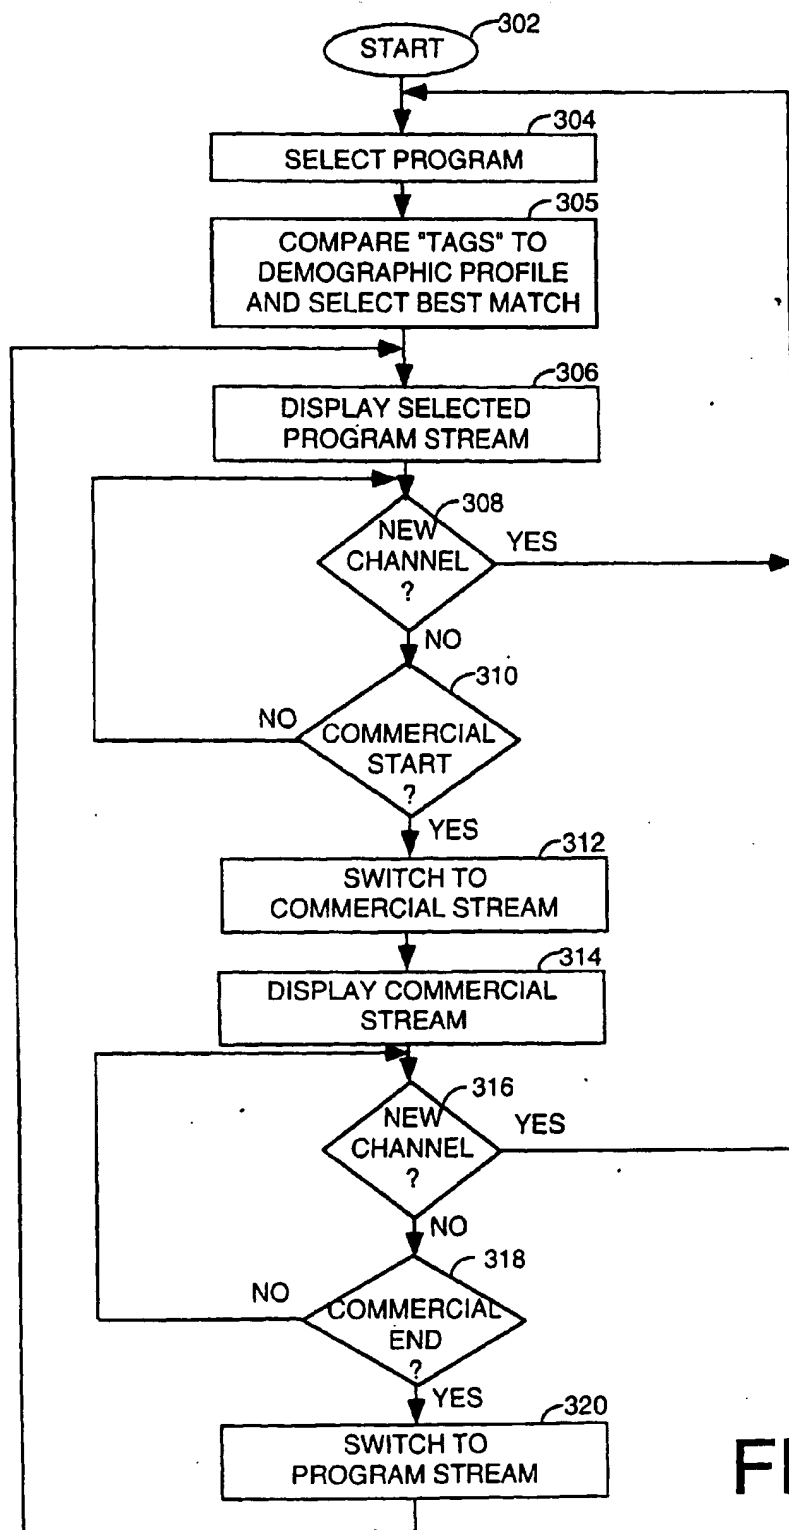 302
START
304
SELECT PROGRAM
305
COMPARE "TAGS" TO
DEMOGRAPHIC PROFILE
AND SELECT BEST MATCH
306
DISPLAY SELECTED
PROGRAM STREAM
308
NEW
CHANNEL
?
YES
NO
310
COMMERCIAL
START
?
NO
YES
312
SWITCH TO
COMMERCIAL STREAM
314
DISPLAY COMMERCIAL
STREAM
316
NEW
CHANNEL
?
YES
NO
318
COMMERCIAL
END
?
NO
YES
320
SWITCH TO
PROGRAM STREAM